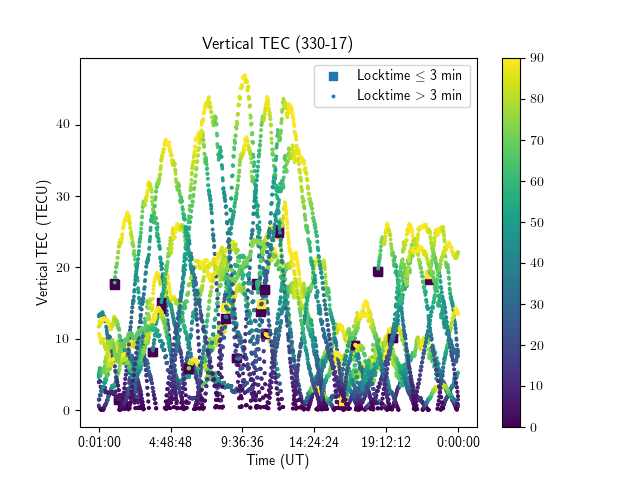 Vertical TEC (330-17)
Locktime ≤ 3 min
Locktime > 3 min
Vertical TEC (TECU)
40
30
20
10
0
0:01:00 4:48:48 9:36:36 14:24:24 19:12:12 0:00:00
Time (UT)
90
80
70
60
50
40
30
20
10
0